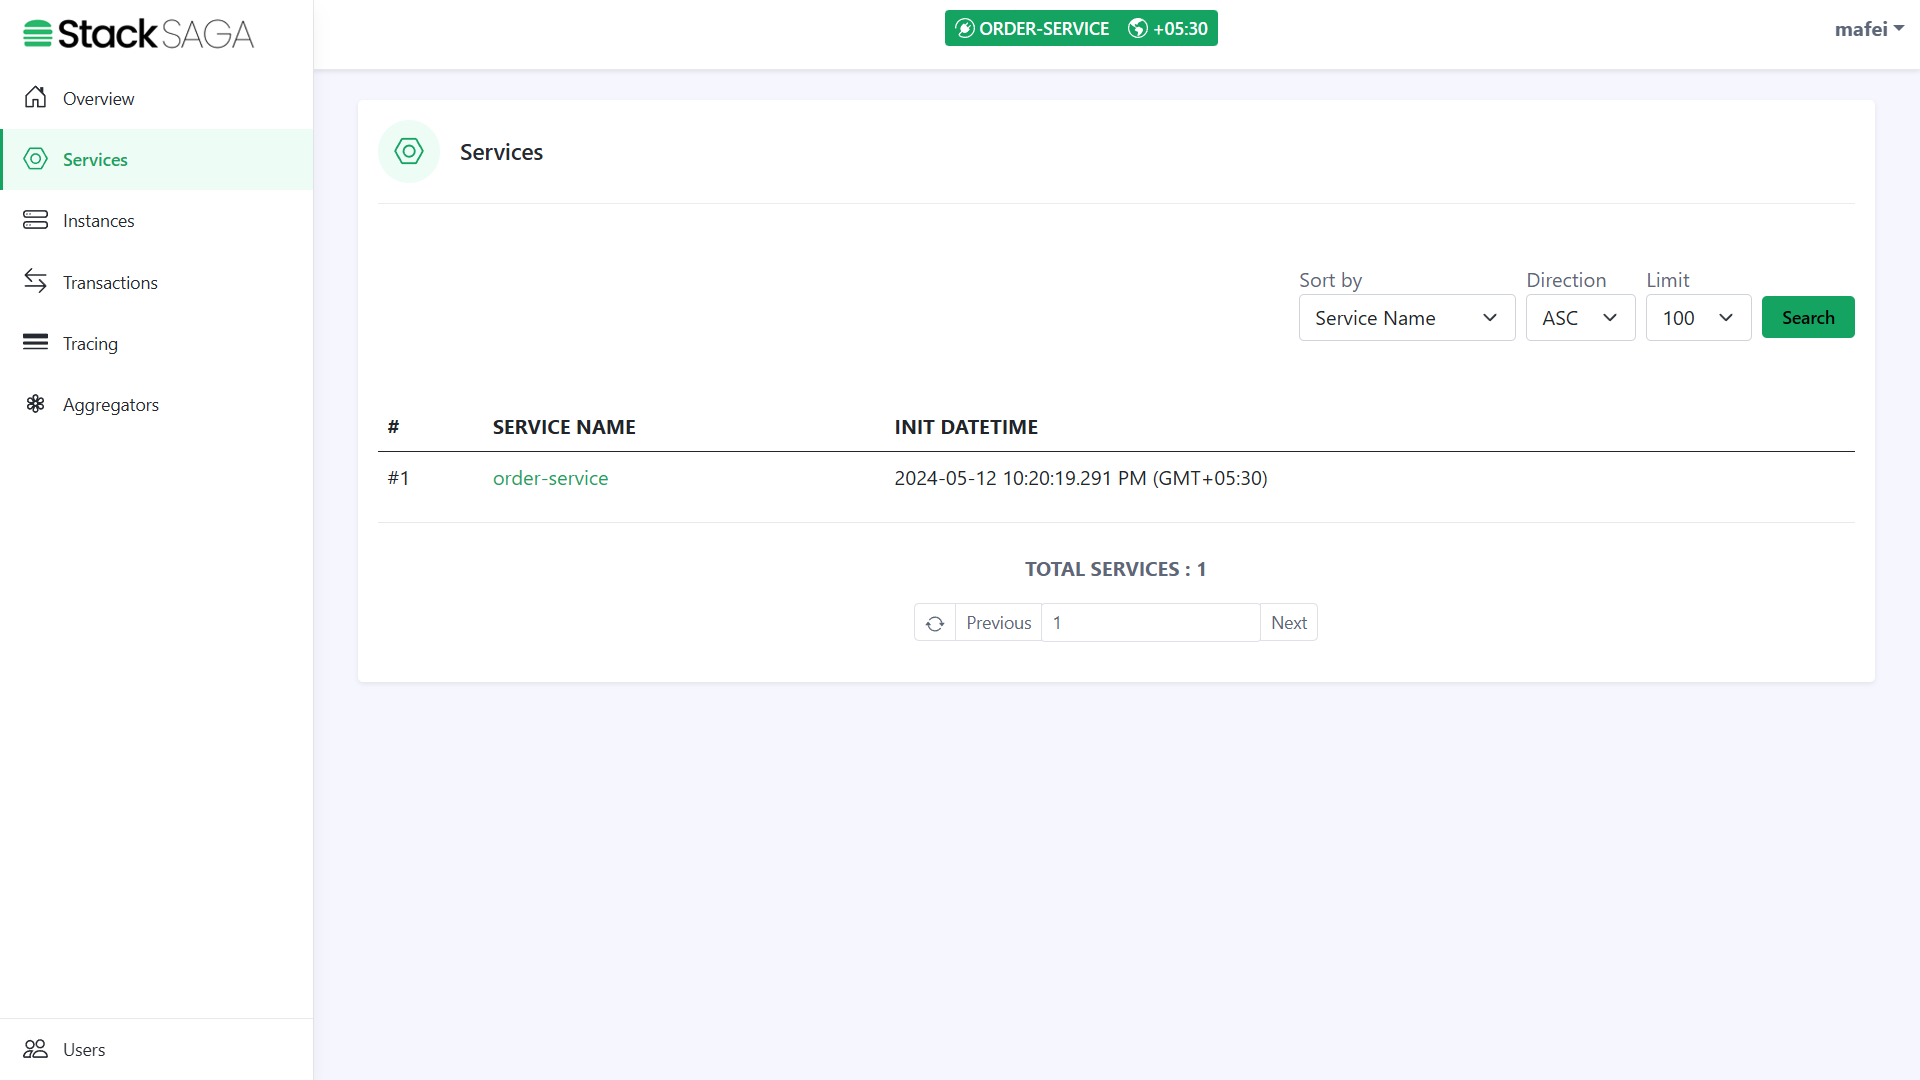 StackSAGA
ORDER-SERVICE +05:30
mafei
Overview
Services
Instances
Transactions
Tracing
Aggregators
Users
Services
Sort by Direction Limit
Service Name ASC 100 Search
# SERVICE NAME INIT DATETIME
#1 order-service 2024-05-12 10:20:19.291 PM (GMT+05:30)
TOTAL SERVICES : 1
Previous 1 Next